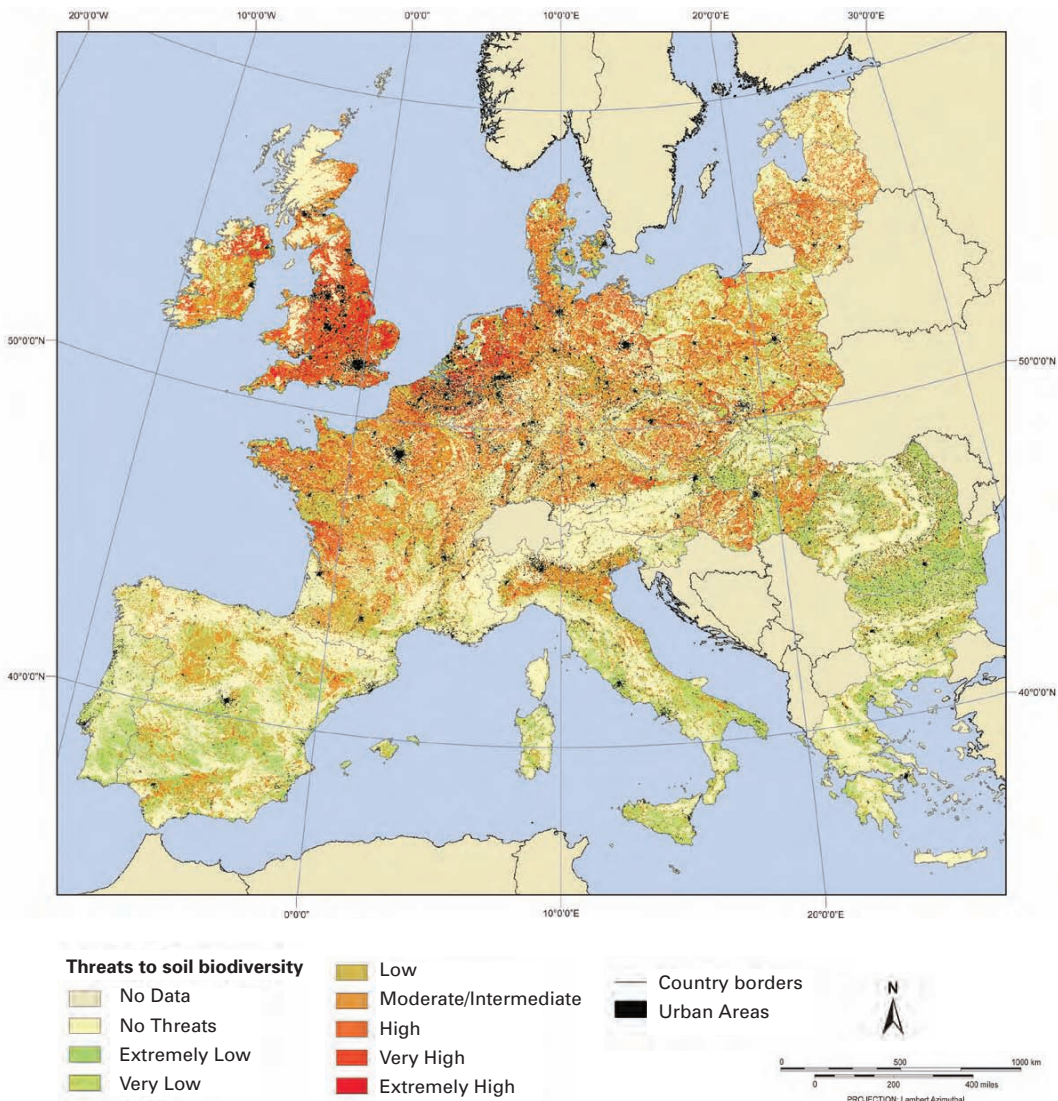 20°0'0"W 10°0'0"W 0°0'0" 10°0'0"E 20°0'0"E 30°0'0"E
50°0'0"N 50°0'0"N
40°0'0"N 40°0'0"N
0°0'0" 10°0'0"E 20°0'0"E
Threats to soil biodiversity
No Data
No Threats
Extremely Low
Very Low
Low
Moderate/Intermediate
High
Very High
Extremely High
Country borders
Urban Areas
N
0 500 1000 km
0 200 400 miles
PROJECTION: Lambert Azimuthal